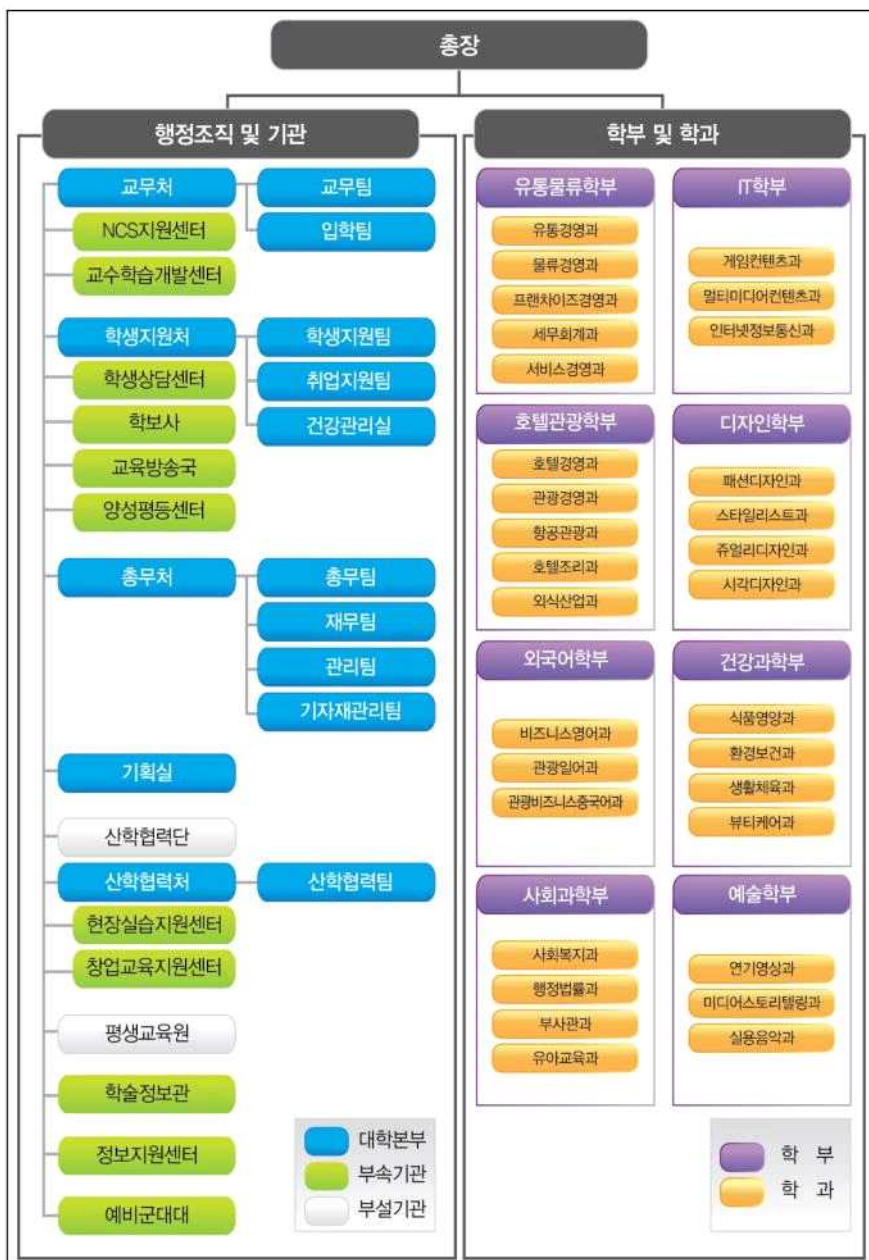 총장
행정조직 및 기관
교무처
교무팀
NCS지원센터
입학팀
교수학습개발센터
학생지원처
학생지원팀
학생상담센터
취업지원팀
학보사
건강관리실
교육방송국
양성평등센터
총무처
총무팀
재무팀
관리팀
기자재관리팀
기획실
산학협력단
산학협력처
산학협력팀
현장실습지원센터
창업교육지원센터
평생교육원
학술정보관
정보지원센터
예비군대대
대학본부
부속기관
부설기관
학부 및 학과
유통물류학부
유통경영과
물류경영과
프랜차이즈경영과
세무회계과
서비스경영과
IT학부
게임컨텐츠과
멀티미디어컨텐츠과
인터넷정보통신과
호텔관광학부
호텔경영과
관광경영과
항공관광과
호텔조리과
외식산업과
디자인학부
패션디자인과
스타일리스트과
쥬얼리디자인과
시각디자인과
외국어학부
비즈니스영어과
관광일어과
관광비즈니스중국어과
건강과학부
식품영양과
환경보건과
생활체육과
뷰티케어과
사회과학부
사회복지과
행정법률과
부사관과
유아교육과
예술학부
연기영상과
미디어스토리텔링과
실용음악과
학 부
학 과